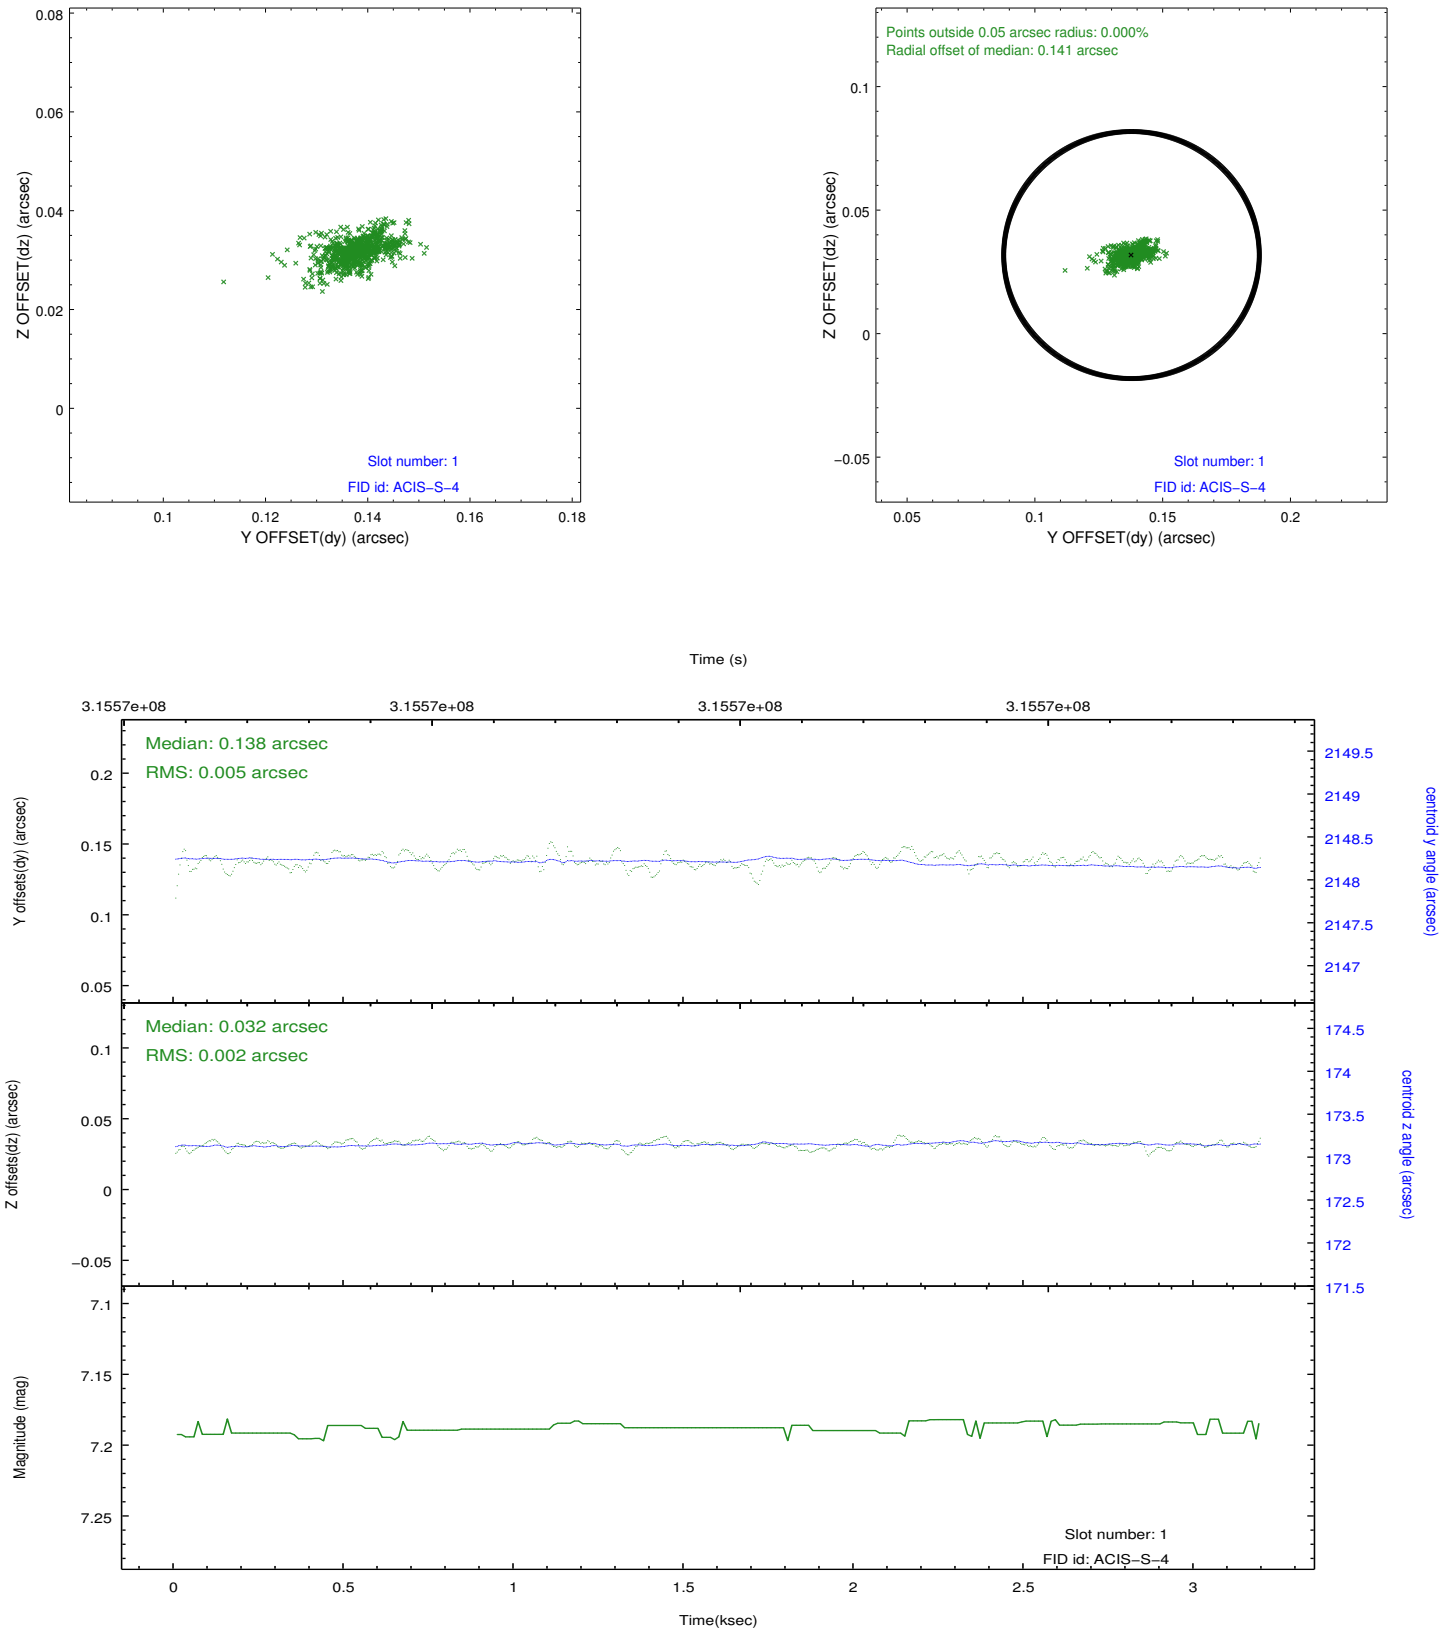 0.08
0.06
0.04
0.02
0
Z OFFSET(dz) (arcsec)
Slot number: 1
FID id: ACIS−S−4
0.1
0.12
0.14
0.16
0.18
Y OFFSET(dy) (arcsec)
Points outside 0.05 arcsec radius: 0.000%
Radial offset of median: 0.141 arcsec
0.1
0.05
0
−0.05
Z OFFSET(dz) (arcsec)
Slot number: 1
FID id: ACIS−S−4
0.05
0.1
0.15
0.2
Y OFFSET(dy) (arcsec)
Time (s)
3.1557e+08
3.1557e+08
3.1557e+08
3.1557e+08
Median: 0.138 arcsec
RMS: 0.005 arcsec
0.2
0.15
0.1
0.05
Y offsets(dy) (arcsec)
2149.5
2149
2148.5
2148
2147.5
2147
centroid y angle (arcsec)
Median: 0.032 arcsec
RMS: 0.002 arcsec
0.1
0.05
0
−0.05
Z offsets(dz) (arcsec)
174.5
174
173.5
173
172.5
172
171.5
centroid z angle (arcsec)
7.1
7.15
7.2
7.25
Magnitude (mag)
Slot number: 1
FID id: ACIS−S−4
0
0.5
1
1.5
2
2.5
3
Time(ksec)